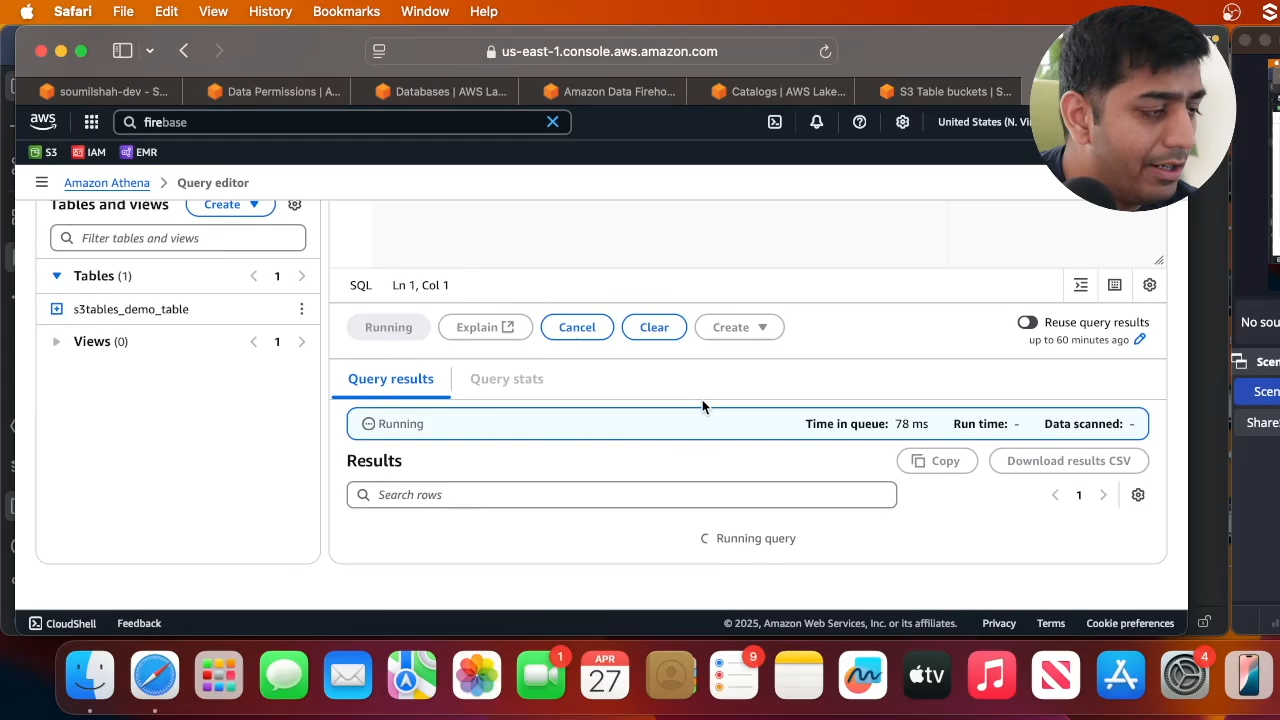 Safari File Edit View History Bookmarks Window Help
us-east-1.console.aws.amazon.com
soumilshah-dev - S... Data Permissions | A... Databases | AWS La... Amazon Data Fireho... Catalogs | AWS Lake... S3 Table buckets | S...
aws firebase United States (N. Vi
S3 IAM EMR
Amazon Athena Query editor
Tables and views Create
Filter tables and views
Tables (1) 1
s3tables_demo_table
Views (0) 1
SQL Ln 1, Col 1
Running Explain Cancel Clear Create Reuse query results
up to 60 minutes ago
Query results Query stats
Running Time in queue: 78 ms Run time: - Data scanned: -
Results Copy Download results CSV
Search rows 1
Running query
CloudShell Feedback © 2025, Amazon Web Services, Inc. or its affiliates. Privacy Terms Cookie preferences
No sou
Scen
Scen
Share
1 APR 27 9 tv 4